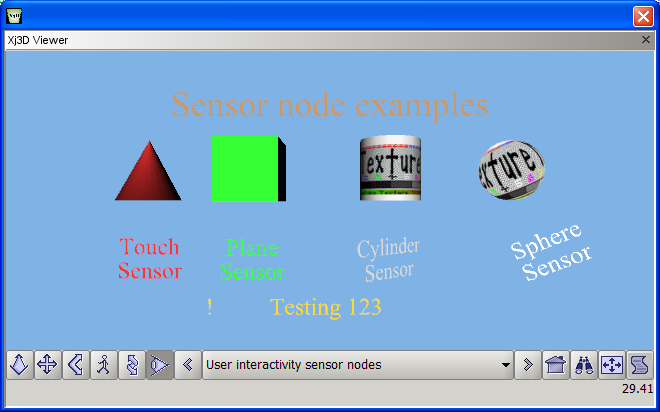 Xj3D Viewer
Sensor node examples
Texture
Texture
Touch
Sensor
Plane
Sensor
Cylinder
Sensor
Sphere
Sensor
! Testing 123
User interactivity sensor nodes
29.41